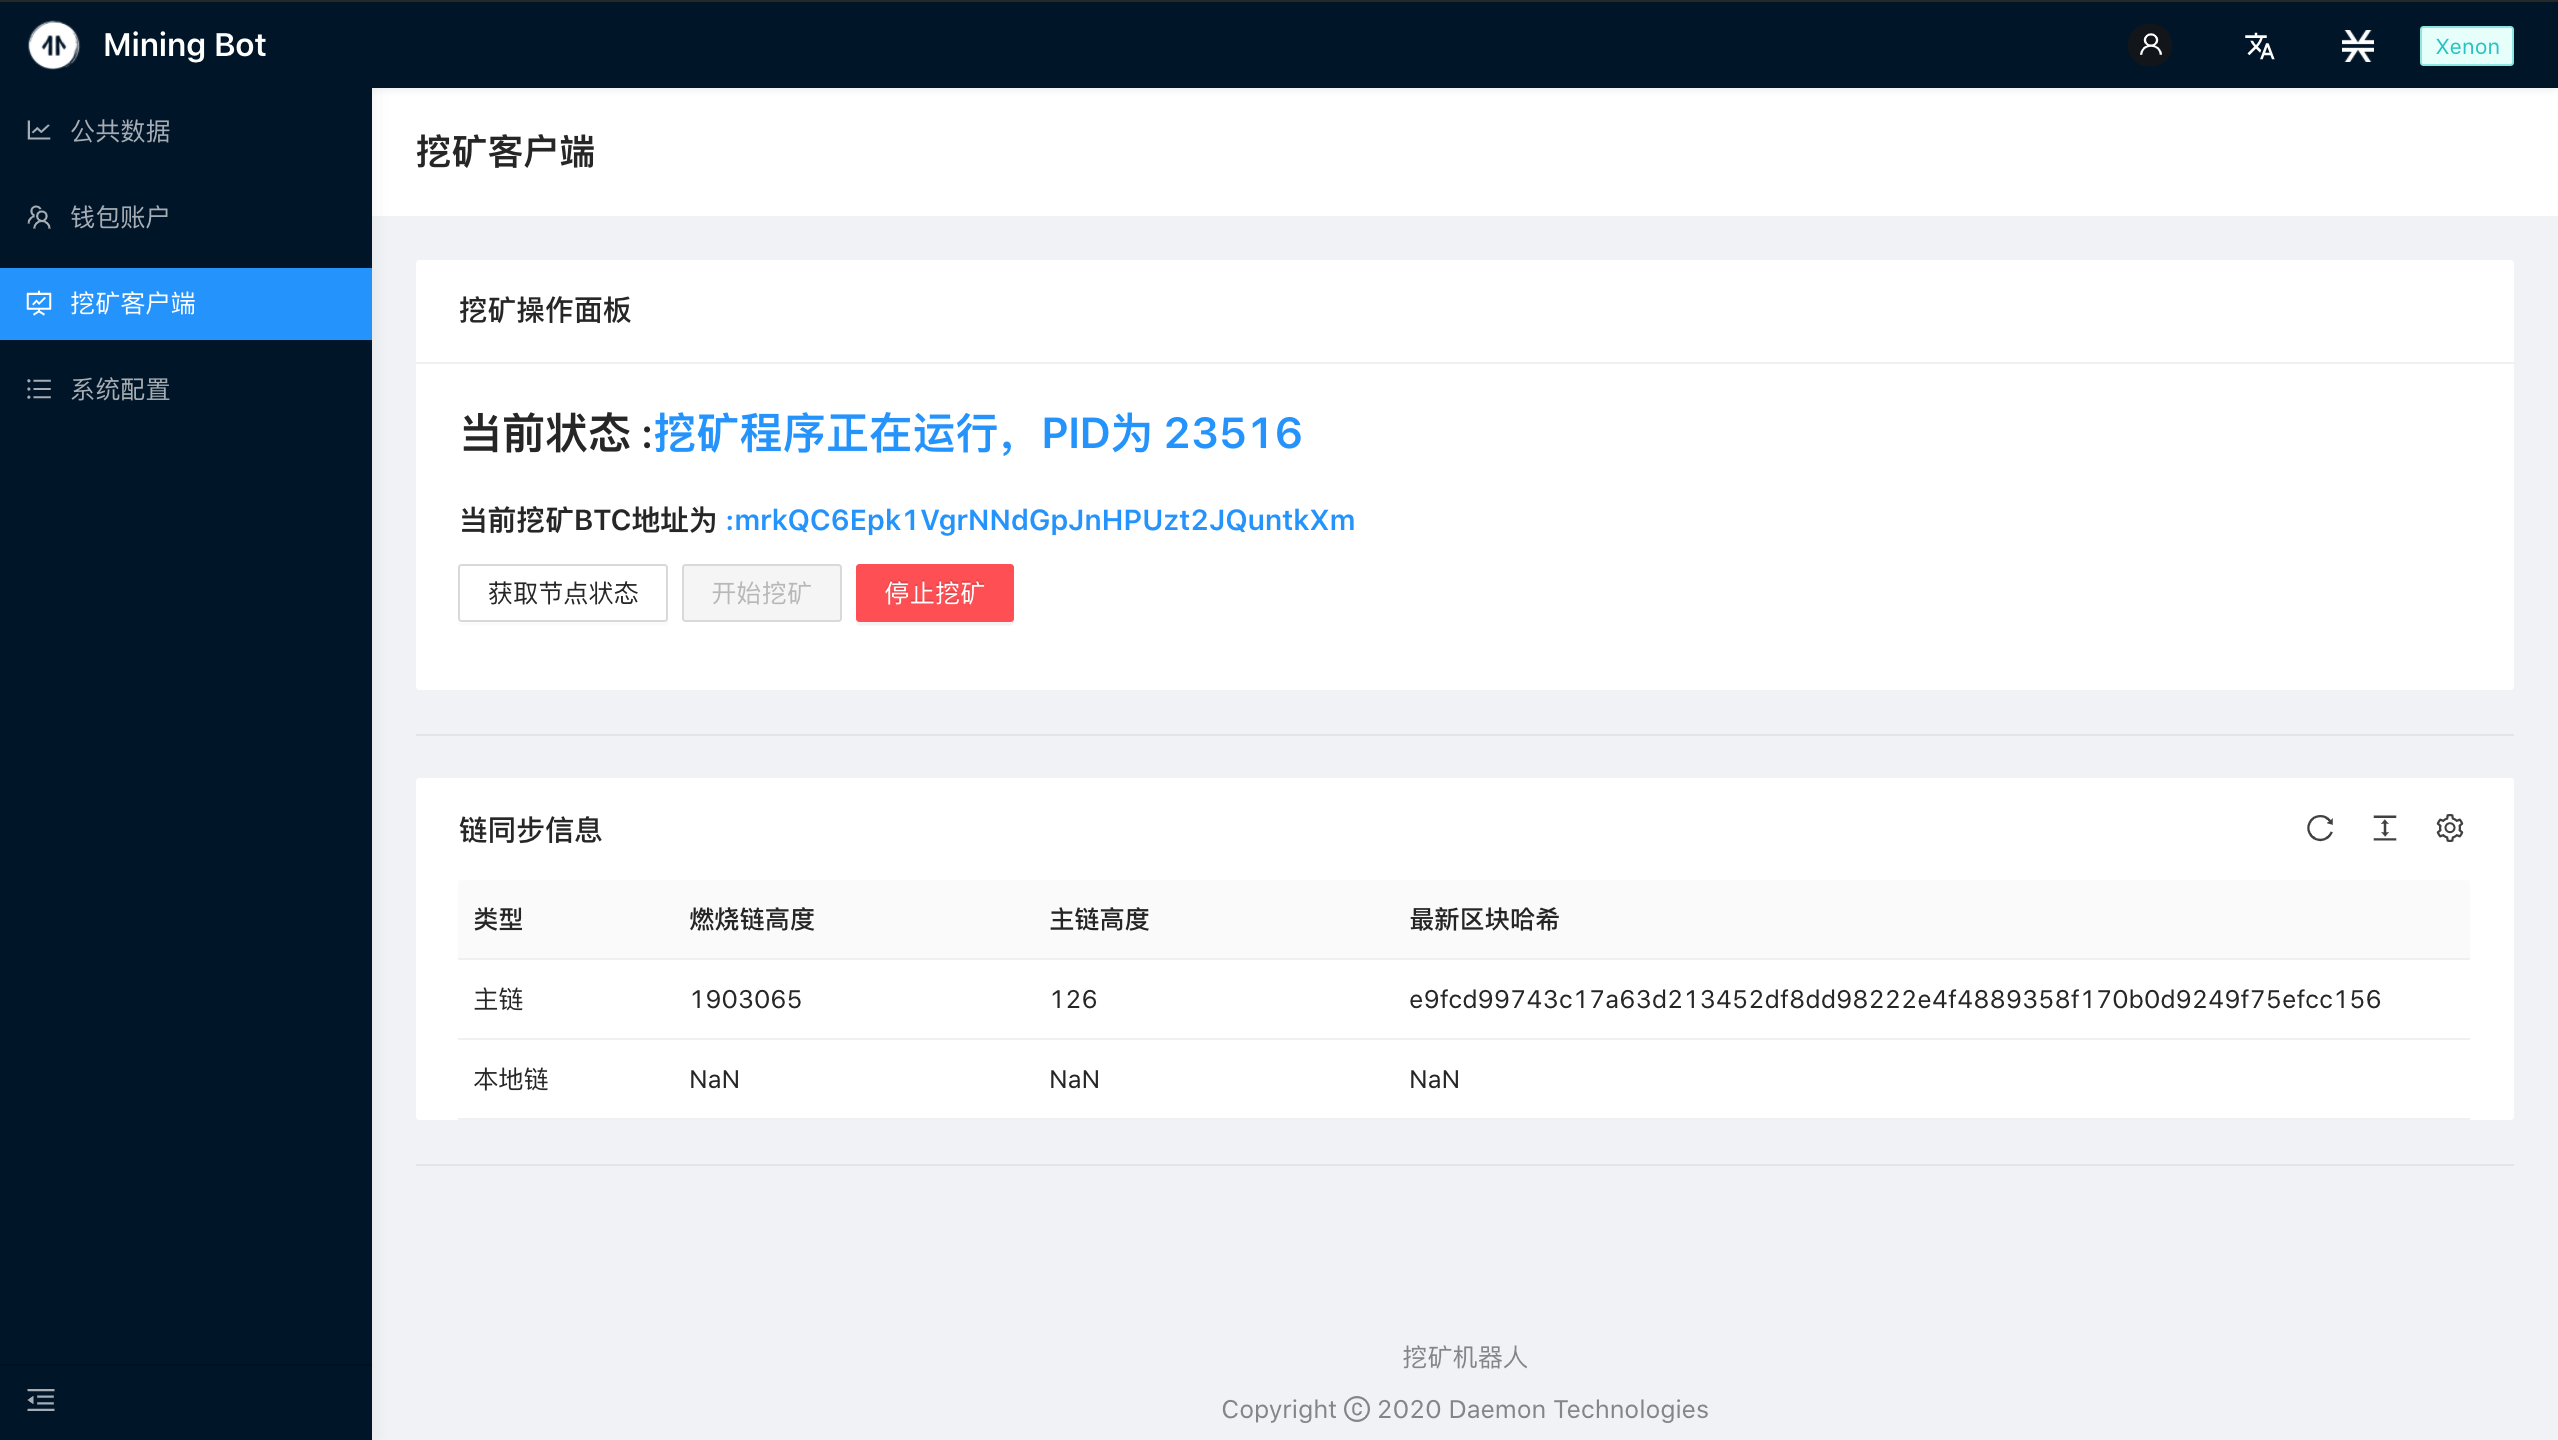 Mining Bot
Xenon
公共数据
钱包账户
挖矿客户端
系统配置
挖矿客户端
挖矿操作面板
当前状态 :挖矿程序正在运行，PID为 23516
当前挖矿BTC地址为 :mrkQC6Epk1VgrNNdGpJnHPUzt2JQuntkXm
获取节点状态 开始挖矿 停止挖矿
链同步信息
类型 燃烧链高度 主链高度 最新区块哈希
主链 1903065 126 e9fcd99743c17a63d213452df8dd98222e4f4889358f170b0d9249f75efcc156
本地链 NaN NaN NaN
挖矿机器人
Copyright © 2020 Daemon Technologies